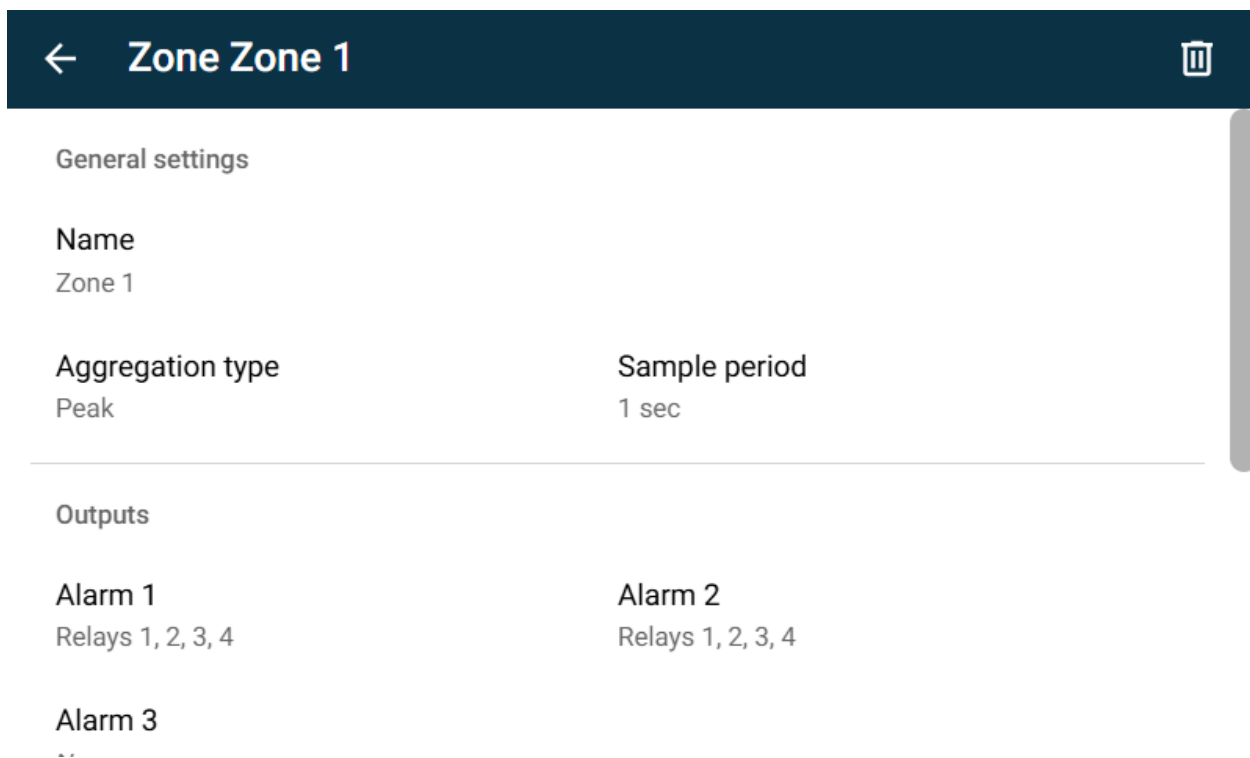 Zone Zone 1
General settings
Name
Zone 1
Aggregation type
Sample period
Peak
1 sec
Outputs
Alarm 1
Alarm 2
Relays 1, 2, 3, 4
Relays 1, 2, 3, 4
Alarm 3